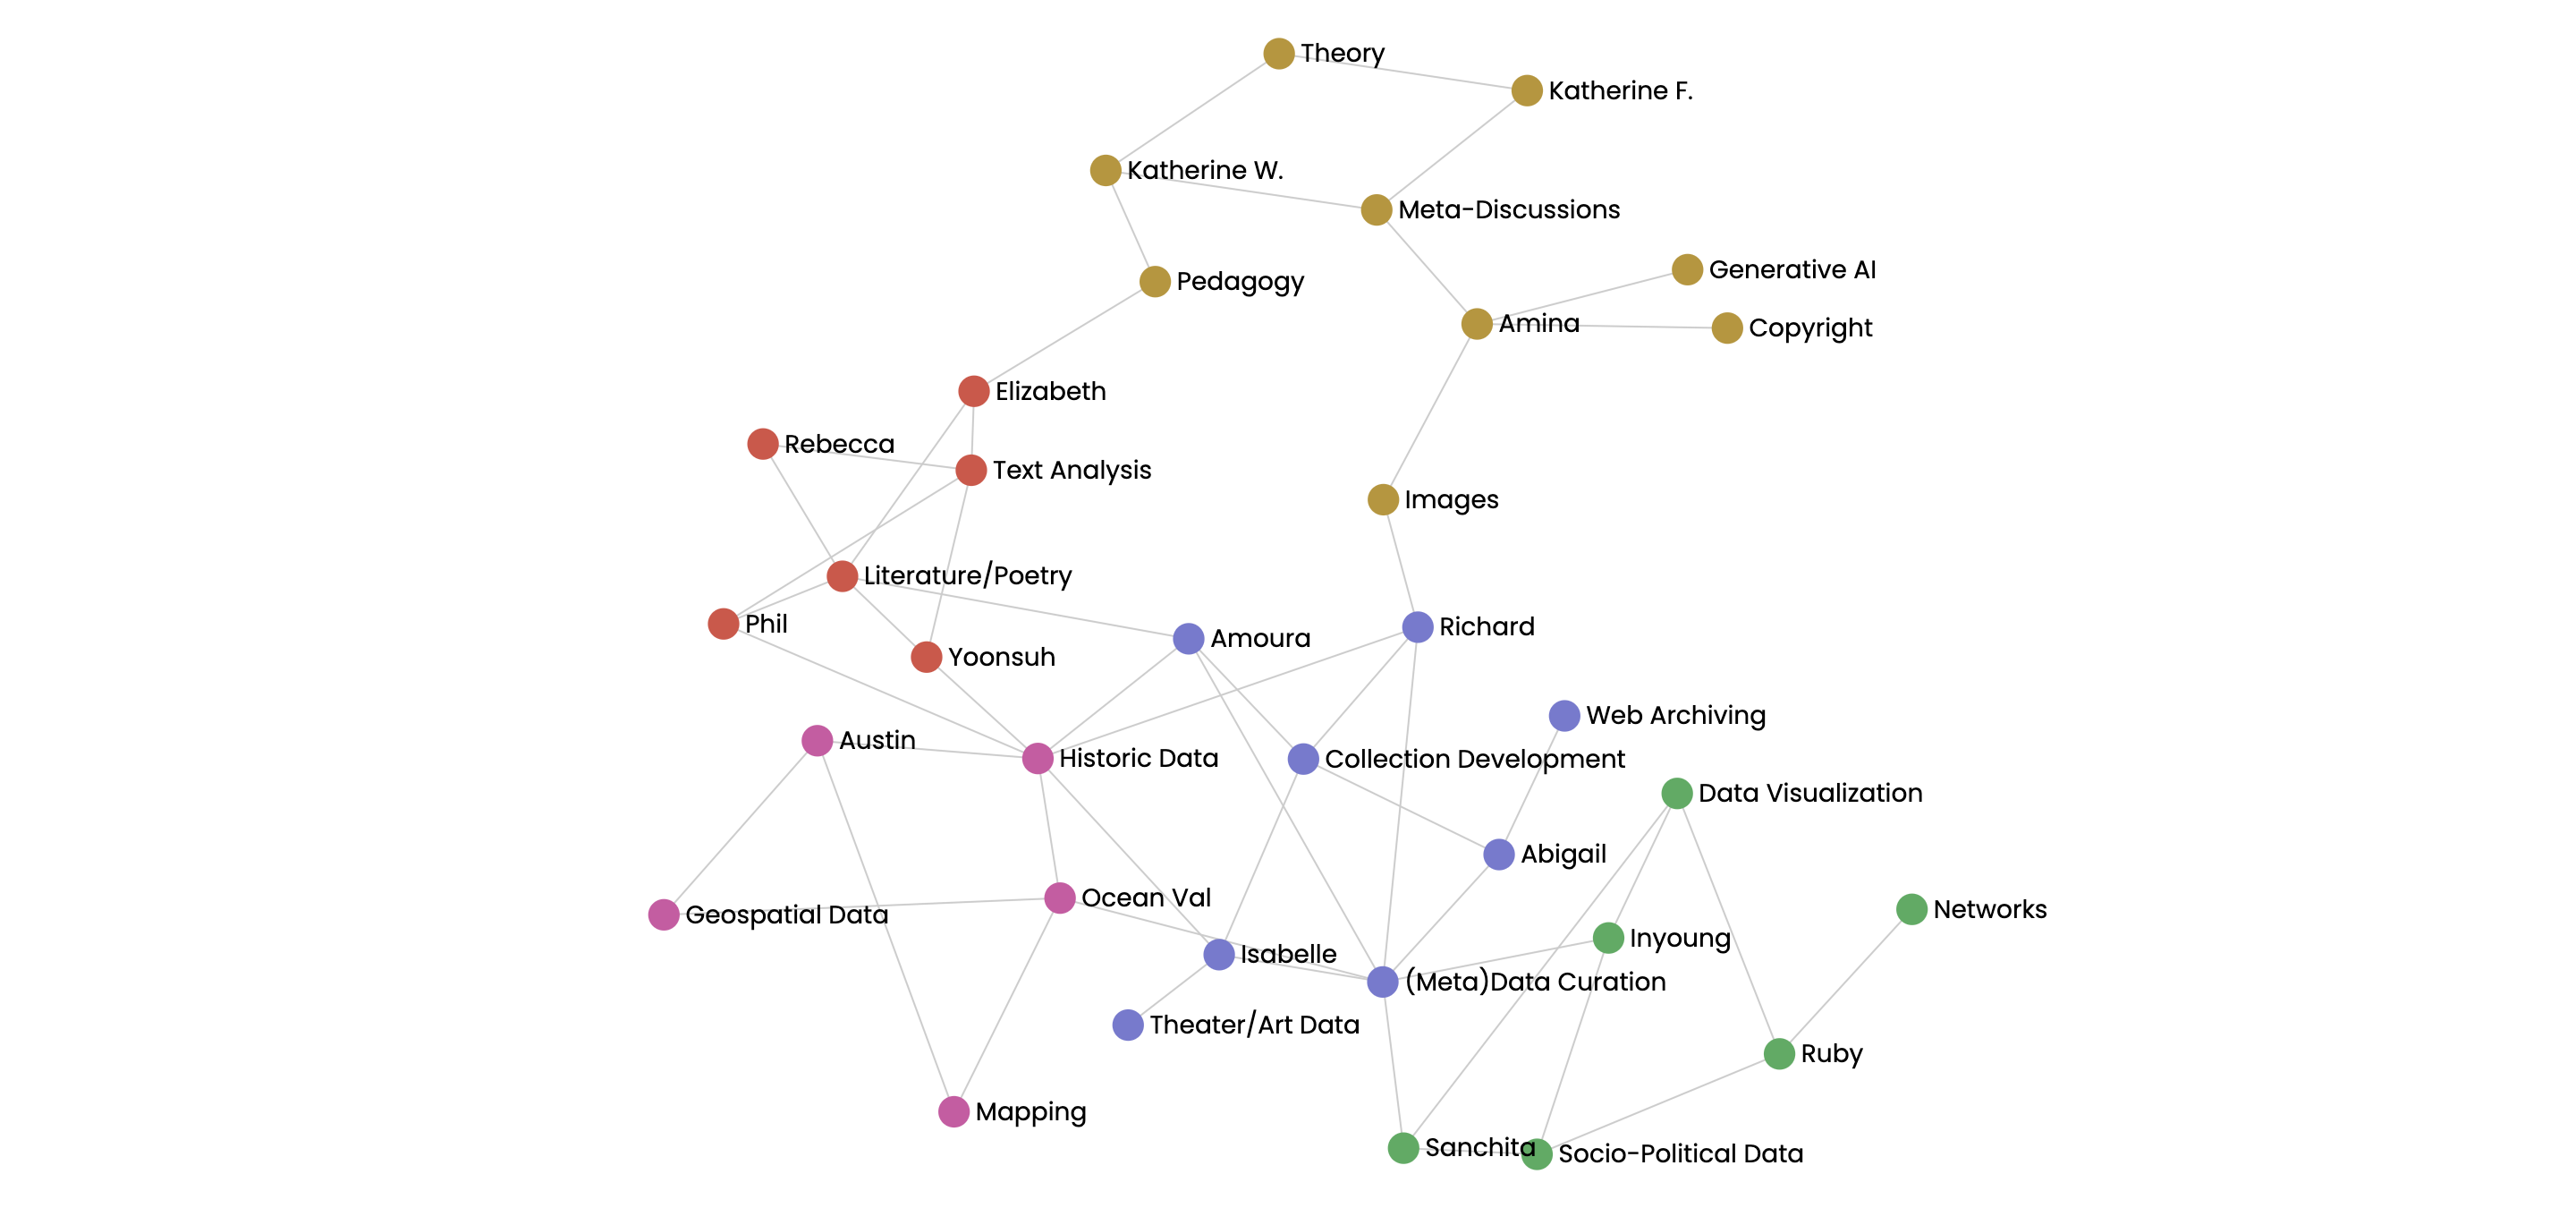 Theory
Katherine F.
Katherine W.
Meta-Discussions
Generative AI
Pedagogy
Amina
Copyright
Elizabeth
Rebecca
Text Analysis
Images
Literature/Poetry
Phil
Richard
Amoura
Yoonsuh
Web Archiving
Austin
Historic Data
Collection Development
Data Visualization
Abigail
Ocean Val
Networks
Geospatial Data
Inyoung
Isabelle
(Meta)Data Curation
Theater/Art Data
Ruby
Mapping
Sanchita
Socio-Political Data